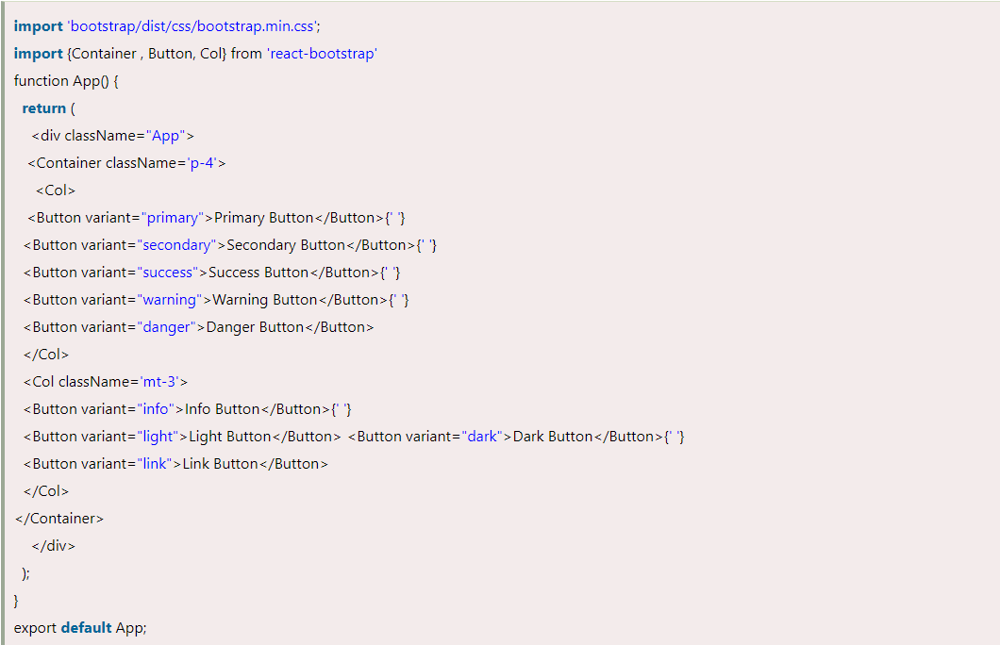 import 'bootstrap/dist/css/bootstrap.min.css';
import {Container , Button, Col} from 'react-bootstrap'
function App() {
return (
<div className="App">
<Container className='p-4'>
<Col>
<Button variant="primary">Primary Button</Button>{' '}
<Button variant="secondary">Secondary Button</Button>{' '}
<Button variant="success">Success Button</Button>{' '}
<Button variant="warning">Warning Button</Button>{' '}
<Button variant="danger">Danger Button</Button>
</Col>
<Col className='mt-3'>
<Button variant="info">Info Button</Button>{' '}
<Button variant="light">Light Button</Button> <Button variant="dark">Dark Button</Button>{' '}
<Button variant="link">Link Button</Button>
</Col>
</Container>
</div>
);
}
export default App;